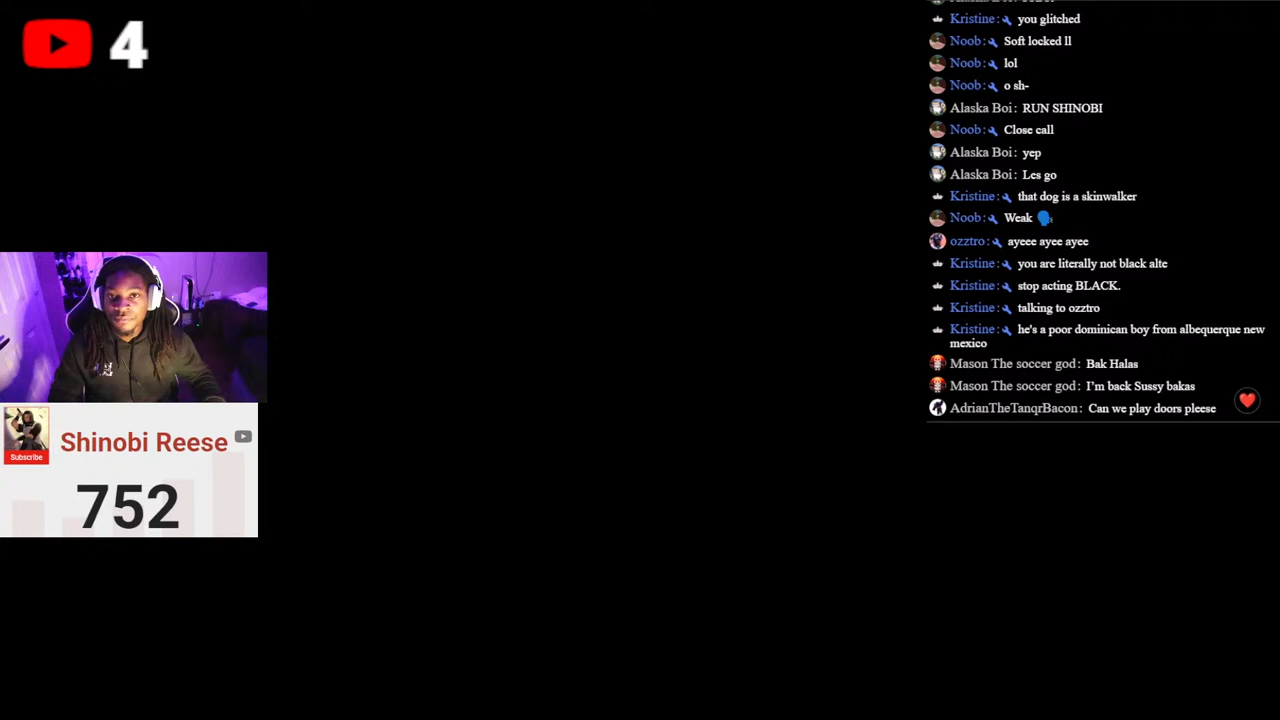 4
Kristine: you glitched
Noob: Soft locked ll
Noob: lol
Noob: o sh-
Alaska Boi: RUN SHINOBI
Noob: Close call
Alaska Boi: yep
Alaska Boi: Les go
Kristine: that dog is a skinwalker
Noob: Weak 🗣
ozztro: ayeee ayee ayee
Kristine: you are literally not black alte
Kristine: stop acting BLACK.
Kristine: talking to ozztro
Kristine: he's a poor dominican boy from albequerque new
mexico
Mason The soccer god: Bak Halas
Mason The soccer god: I'm back Sussy bakas
AdrianTheTanqrBacon: Can we play doors pleese
Shinobi Reese
Subscribe
752